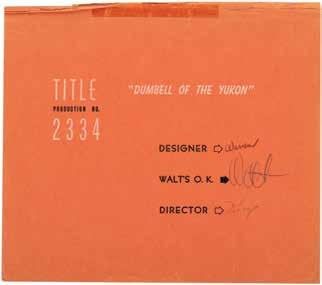 TITLE "DUMBELL OF THE YUKON"
PRODUCTION NO.
2334
DESIGNER
WALT'S O.K.
DIRECTOR